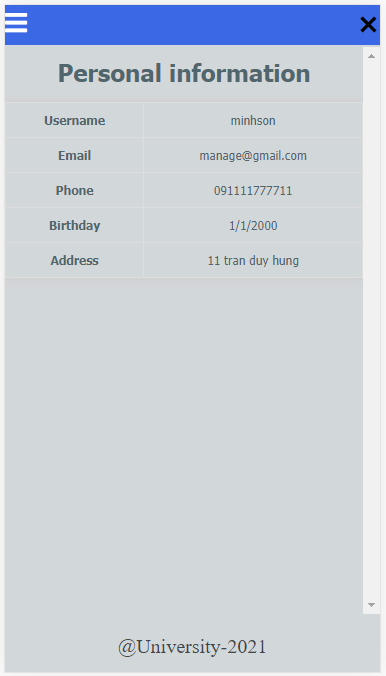 Personal information
Username minhson
Email manage@gmail.com
Phone 091111777711
Birthday 1/1/2000
Address 11 tran duy hung
@University-2021